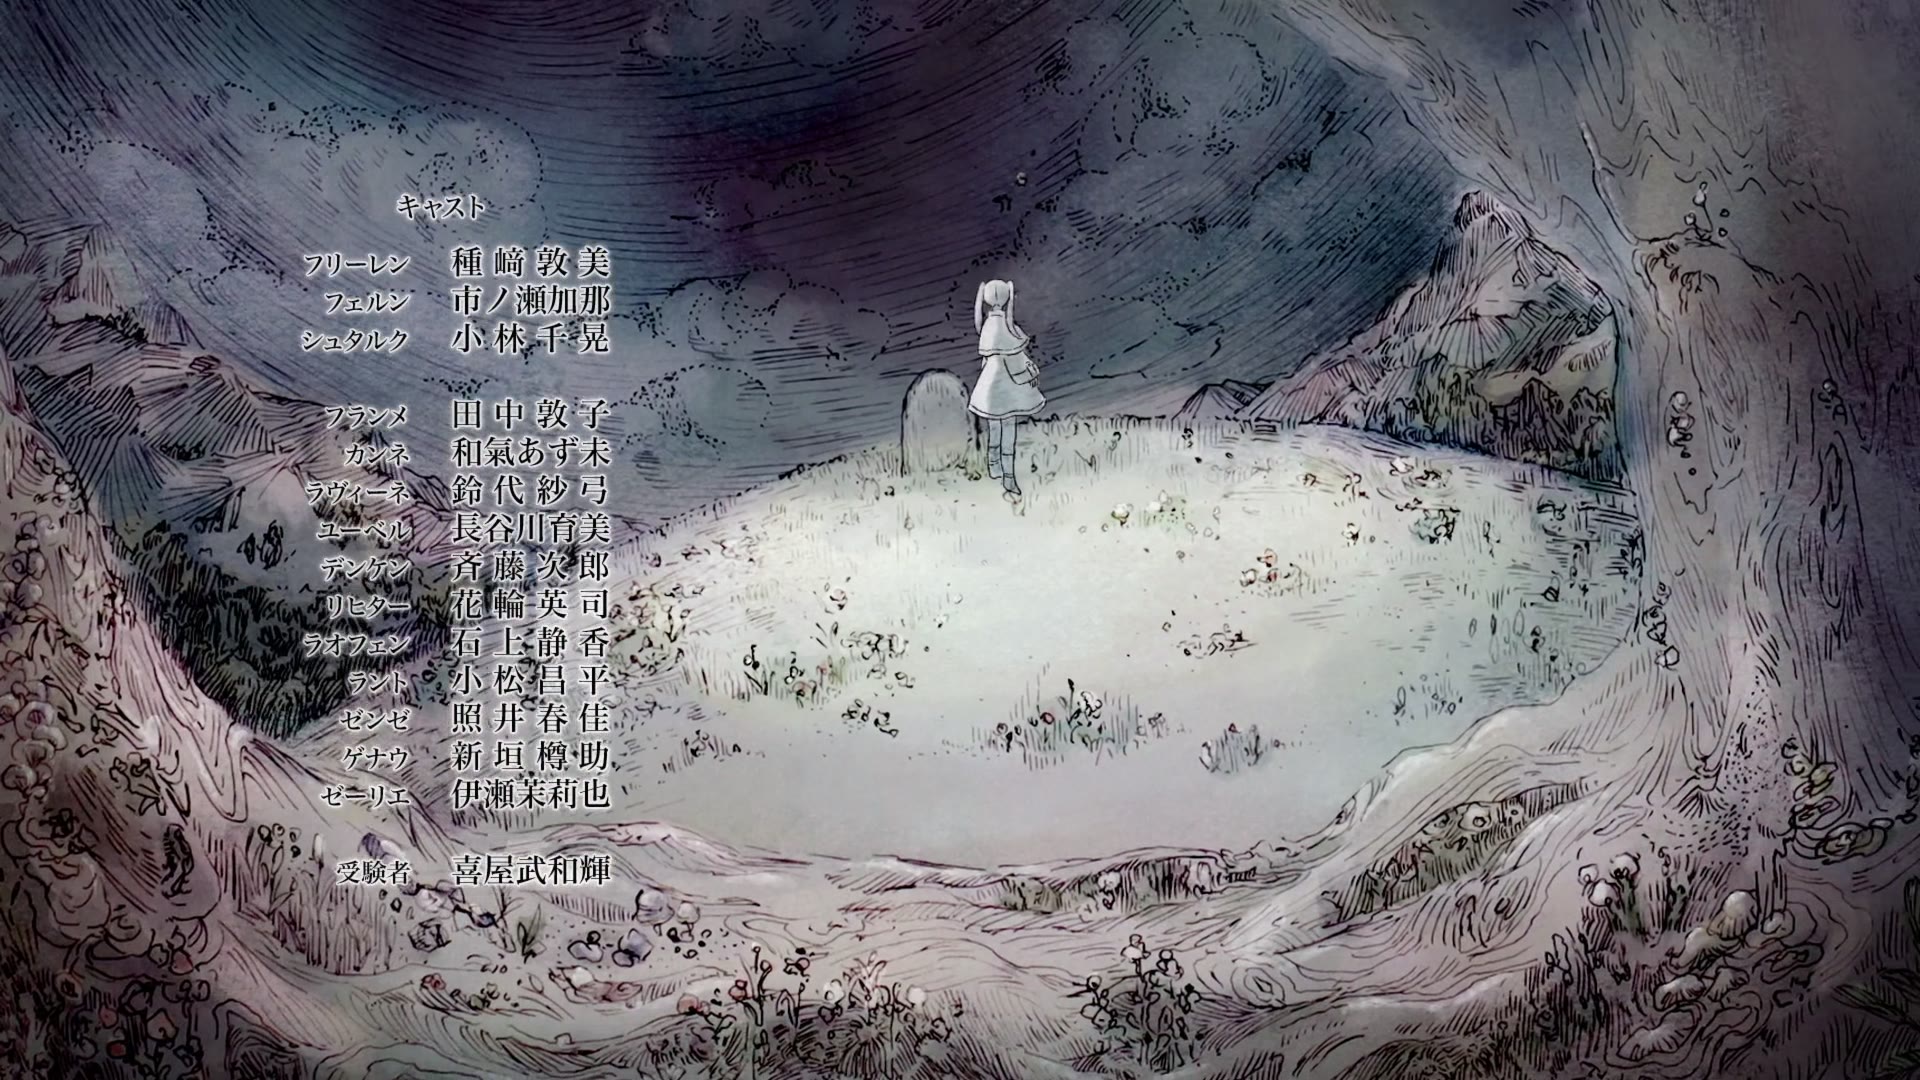 キャスト
フリーレン 種﨑敦美
フェルン 市ノ瀬加那
シュタルク 小林千晃
フランメ 田中敦子
カンネ 和氣あず未
ラヴィーネ 鈴代紗弓
ユーベル 長谷川育美
デンケン 斉藤次郎
リヒター 花輪英司
ラオフェン 石上静香
ラント 小松昌平
ゼンゼ 照井春佳
ゲナウ 新垣樽助
ゼーリエ 伊瀬茉莉也
受験者 喜屋武和輝